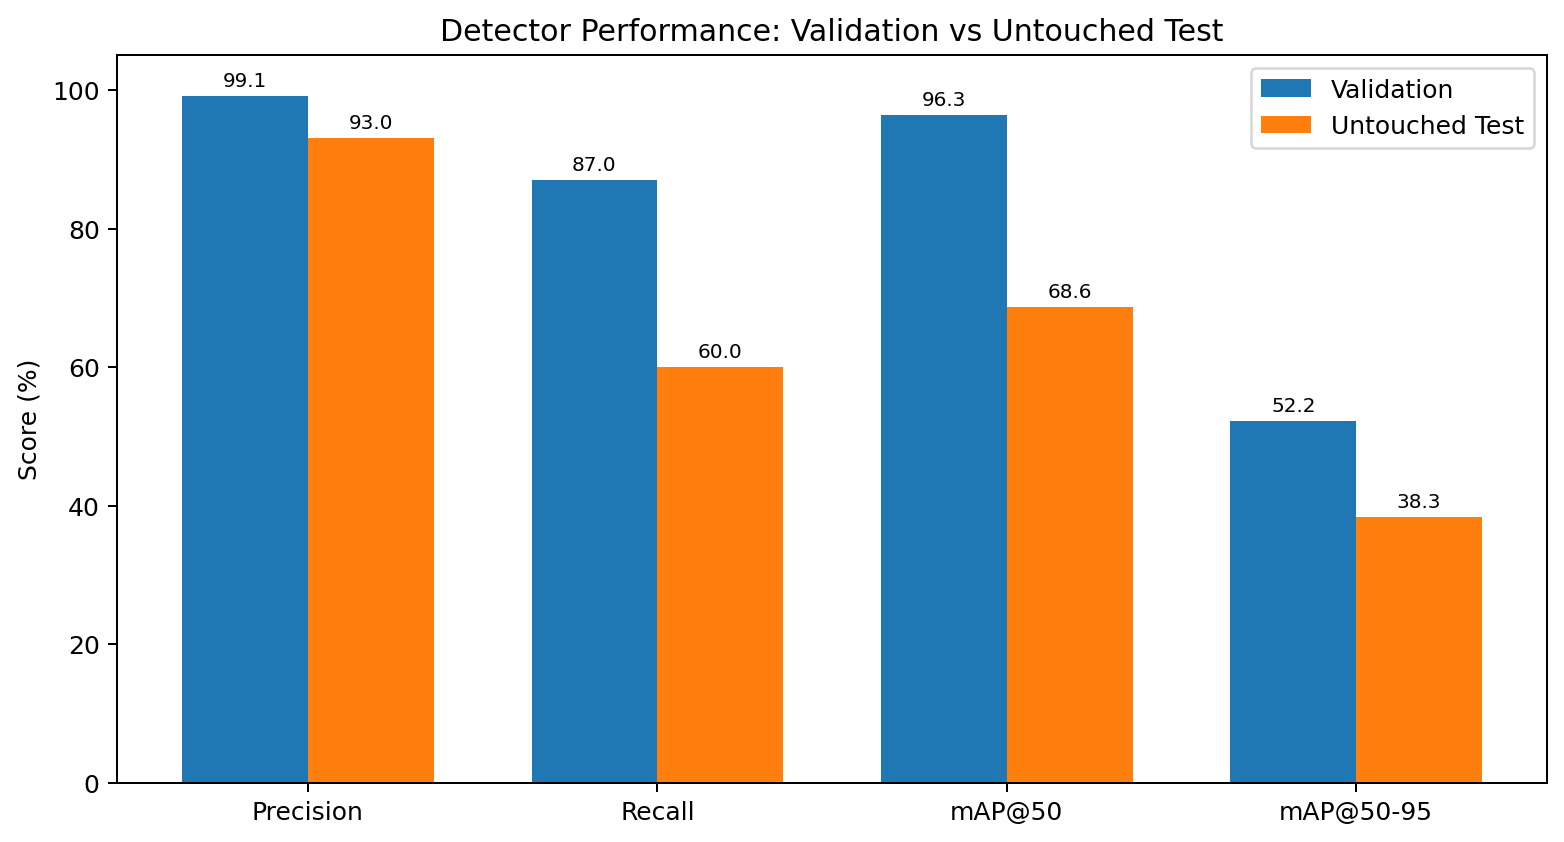 Detector Performance: Validation vs Untouched Test
Validation
Untouched Test
Score (%)
100
80
60
40
20
0
99.1
93.0
87.0
60.0
96.3
68.6
52.2
38.3
Precision
Recall
mAP@50
mAP@50-95